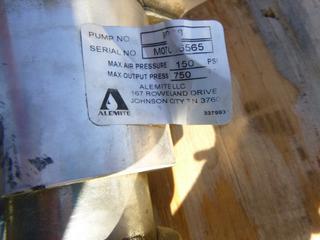 PUMP NO.
SERIAL NO. 5565
MAX AIR PRESSURE 150 PSI
MAX OUTPUT PRESS 750
ALEMITE LLC
167 ROWELAND DRIVE
JOHNSON CITY TN
ALEMITE
337993